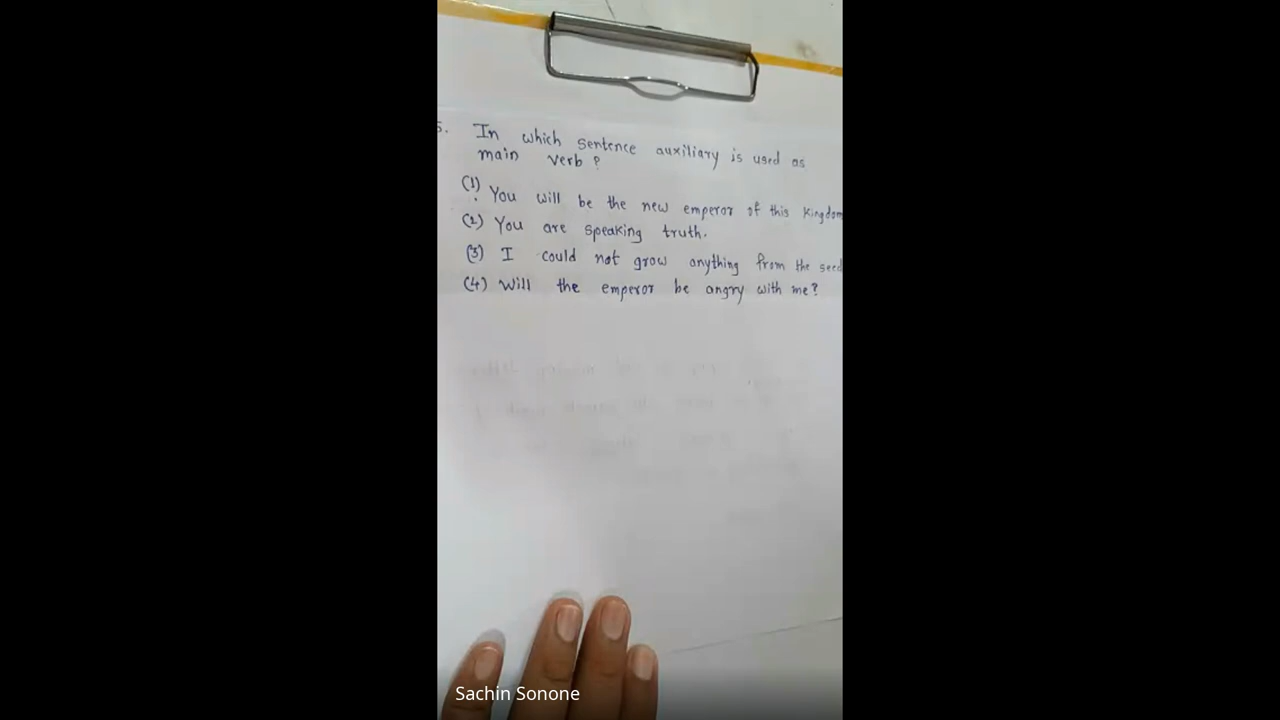 5. In which sentence auxiliary is used as
main verb?
(1) You will be the new emperor of this kingdom
(2) You are speaking truth.
(3) I could not grow anything from the seed
(4) Will the emperor be angry with me?
Sachin Sonone